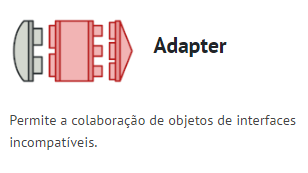 Adapter
Permite a colaboração de objetos de interfaces
incompatíveis.